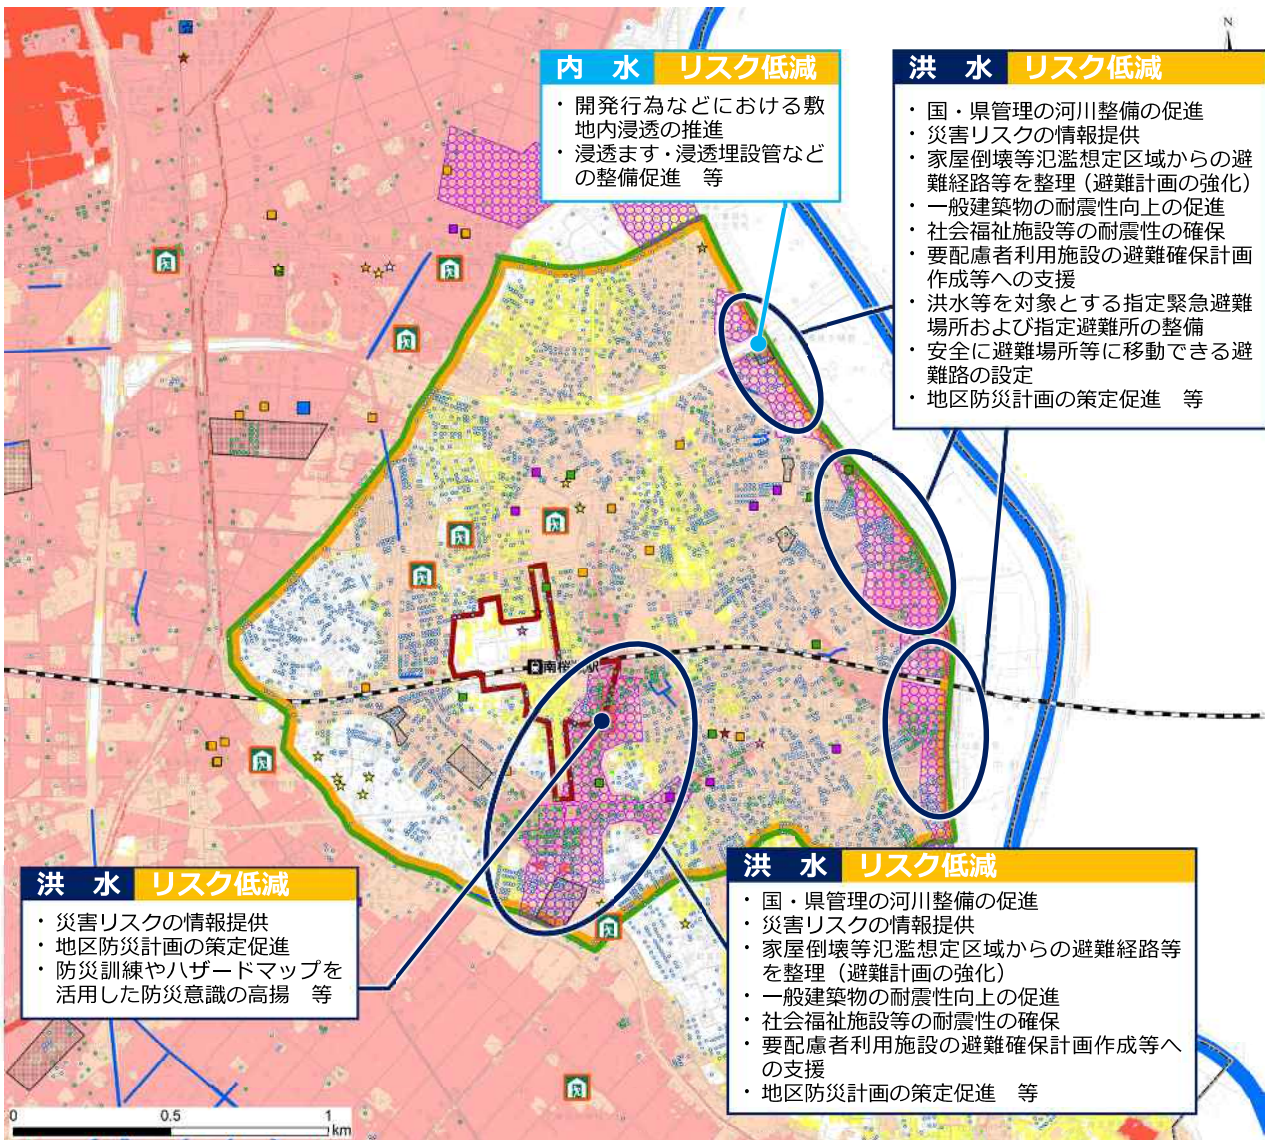 N
内 水 リスク低減
・ 開発行為などにおける敷
地内浸透の推進
・ 浸透ます・浸透埋設管など
の整備促進 等
洪 水 リスク低減
・ 国・県管理の河川整備の促進
・ 災害リスクの情報提供
・ 家屋倒壊等氾濫想定区域からの避
難経路等を整理（避難計画の強化）
・ 一般建築物の耐震性向上の促進
・ 社会福祉施設等の耐震性の確保
・ 要配慮者利用施設の避難確保計画
作成等への支援
・ 洪水等を対象とする指定緊急避難
場所および指定避難所の整備
・ 安全に避難場所等に移動できる避
難路の設定
・ 地区防災計画の策定促進 等
洪 水 リスク低減
・ 災害リスクの情報提供
・ 地区防災計画の策定促進
・ 防災訓練やハザードマップを
活用した防災意識の高揚 等
洪 水 リスク低減
・ 国・県管理の河川整備の促進
・ 災害リスクの情報提供
・ 家屋倒壊等氾濫想定区域からの避難経路等
を整理（避難計画の強化）
・ 一般建築物の耐震性向上の促進
・ 社会福祉施設等の耐震性の確保
・ 要配慮者利用施設の避難確保計画作成等へ
の支援
・ 地区防災計画の策定促進 等
0 0.5 1
km